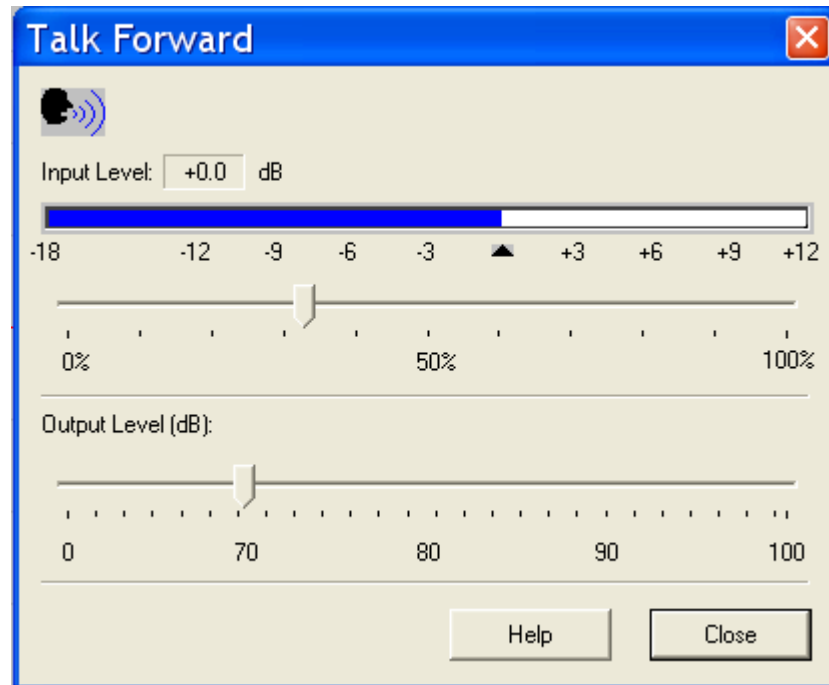 Talk Forward
Input Level: +0.0 dB
-18 -12 -9 -6 -3 +3 +6 +9 +12
0% 50% 100%
Output Level (dB):
0 70 80 90 100
Help Close